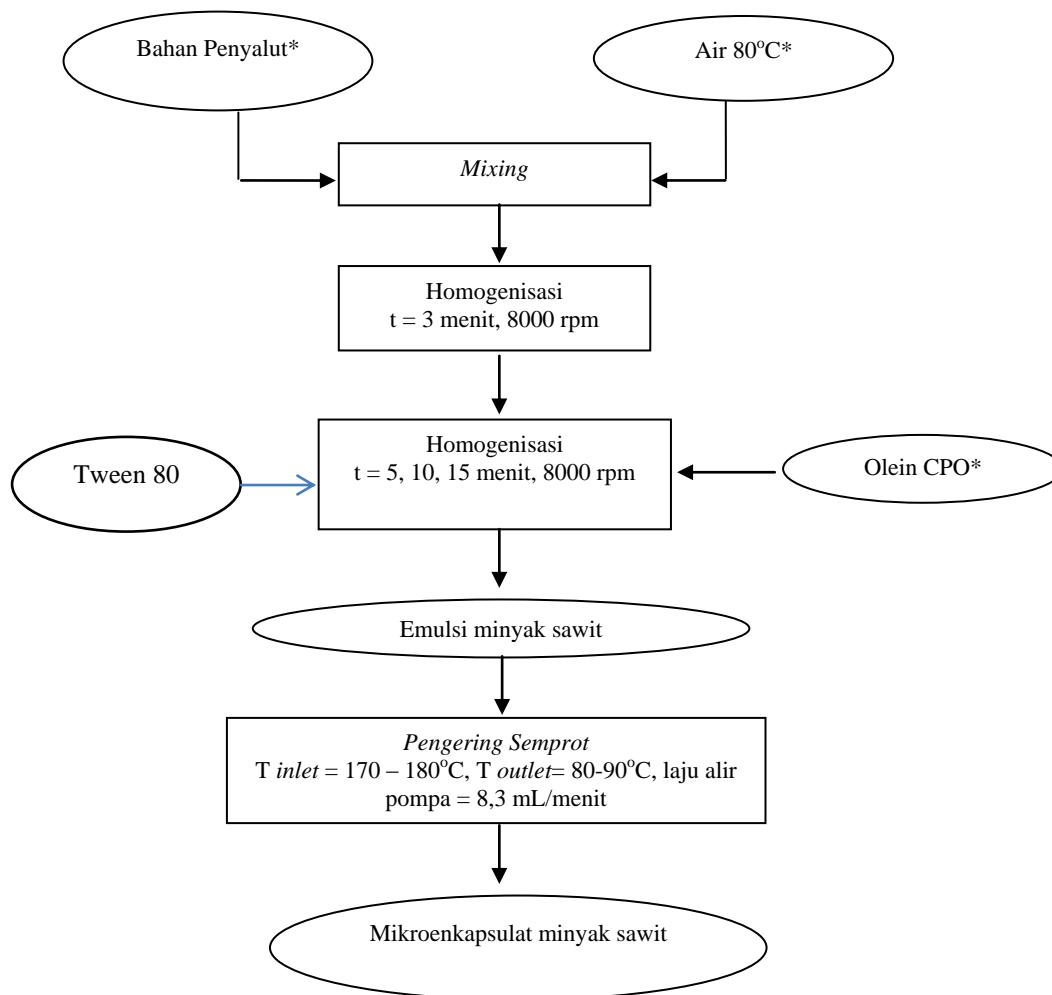 Bahan Penyalut*
Air 80°C*
Mixing
Homogenisasi
t = 3 menit, 8000 rpm
Homogenisasi
t = 5, 10, 15 menit, 8000 rpm
Tween 80
Olein CPO*
Emulsi minyak sawit
Pengering Semprot
T inlet = 170 – 180°C, T outlet= 80-90°C, laju alir
pompa = 8,3 mL/menit
Mikroenkapsulat minyak sawit